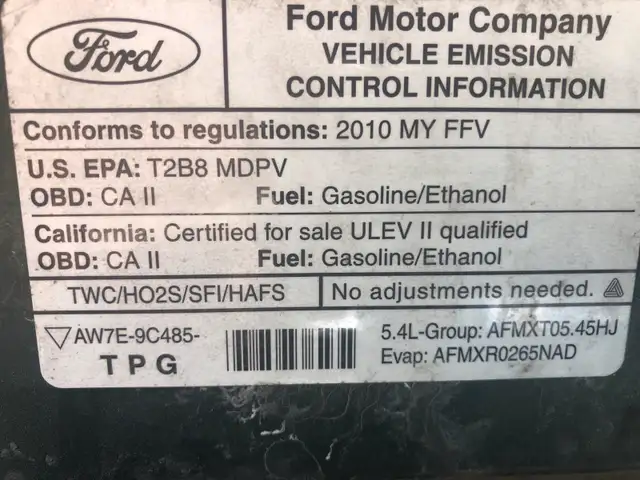 Ford
Ford Motor Company
VEHICLE EMISSION
CONTROL INFORMATION
Conforms to regulations: 2010 MY FFV
U.S. EPA: T2B8 MDPV
OBD: CA II Fuel: Gasoline/Ethanol
California: Certified for sale ULEV II qualified
OBD: CA II Fuel: Gasoline/Ethanol
TWC/HO2S/SFI/HAFS No adjustments needed.
AW7E-9C485-
TPG
5.4L-Group: AFMXT05.45HJ
Evap: AFMXR0265NAD